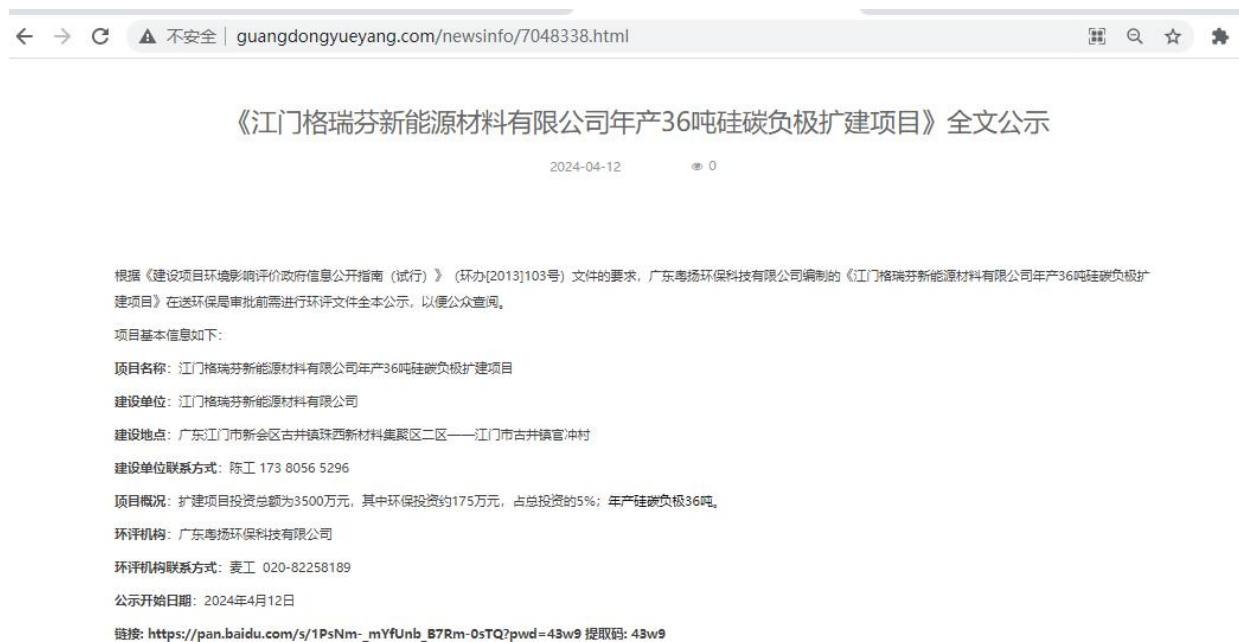 不安全 | guangdongyueyang.com/newsinfo/7048338.html
《江门格瑞芬新能源材料有限公司年产36吨硅碳负极扩建项目》全文公示
2024-04-12 0
根据《建设项目环境影响评价政府信息公开指南（试行）》（环办[2013]103号）文件的要求，广东粤扬环保科技有限公司编制的《江门格瑞芬新能源材料有限公司年产36吨硅碳负极扩
建项目》在送环保局审批前需进行环评文件全本公示，以便公众查阅。
项目基本信息如下：
项目名称：江门格瑞芬新能源材料有限公司年产36吨硅碳负极扩建项目
建设单位：江门格瑞芬新能源材料有限公司
建设地点：广东江门市新会区古井镇珠西新材料集聚区二区——江门市古井镇官冲村
建设单位联系方式：陈工 173 8056 5296
项目概况：扩建项目投资总额为3500万元，其中环保投资约175万元，占总投资的5%；年产硅碳负极36吨。
环评机构：广东粤扬环保科技有限公司
环评机构联系方式：麦工 020-82258189
公示开始日期：2024年4月12日
链接: https://pan.baidu.com/s/1PsNm-_mYfUnb_B7Rm-0sTQ?pwd=43w9 提取码: 43w9